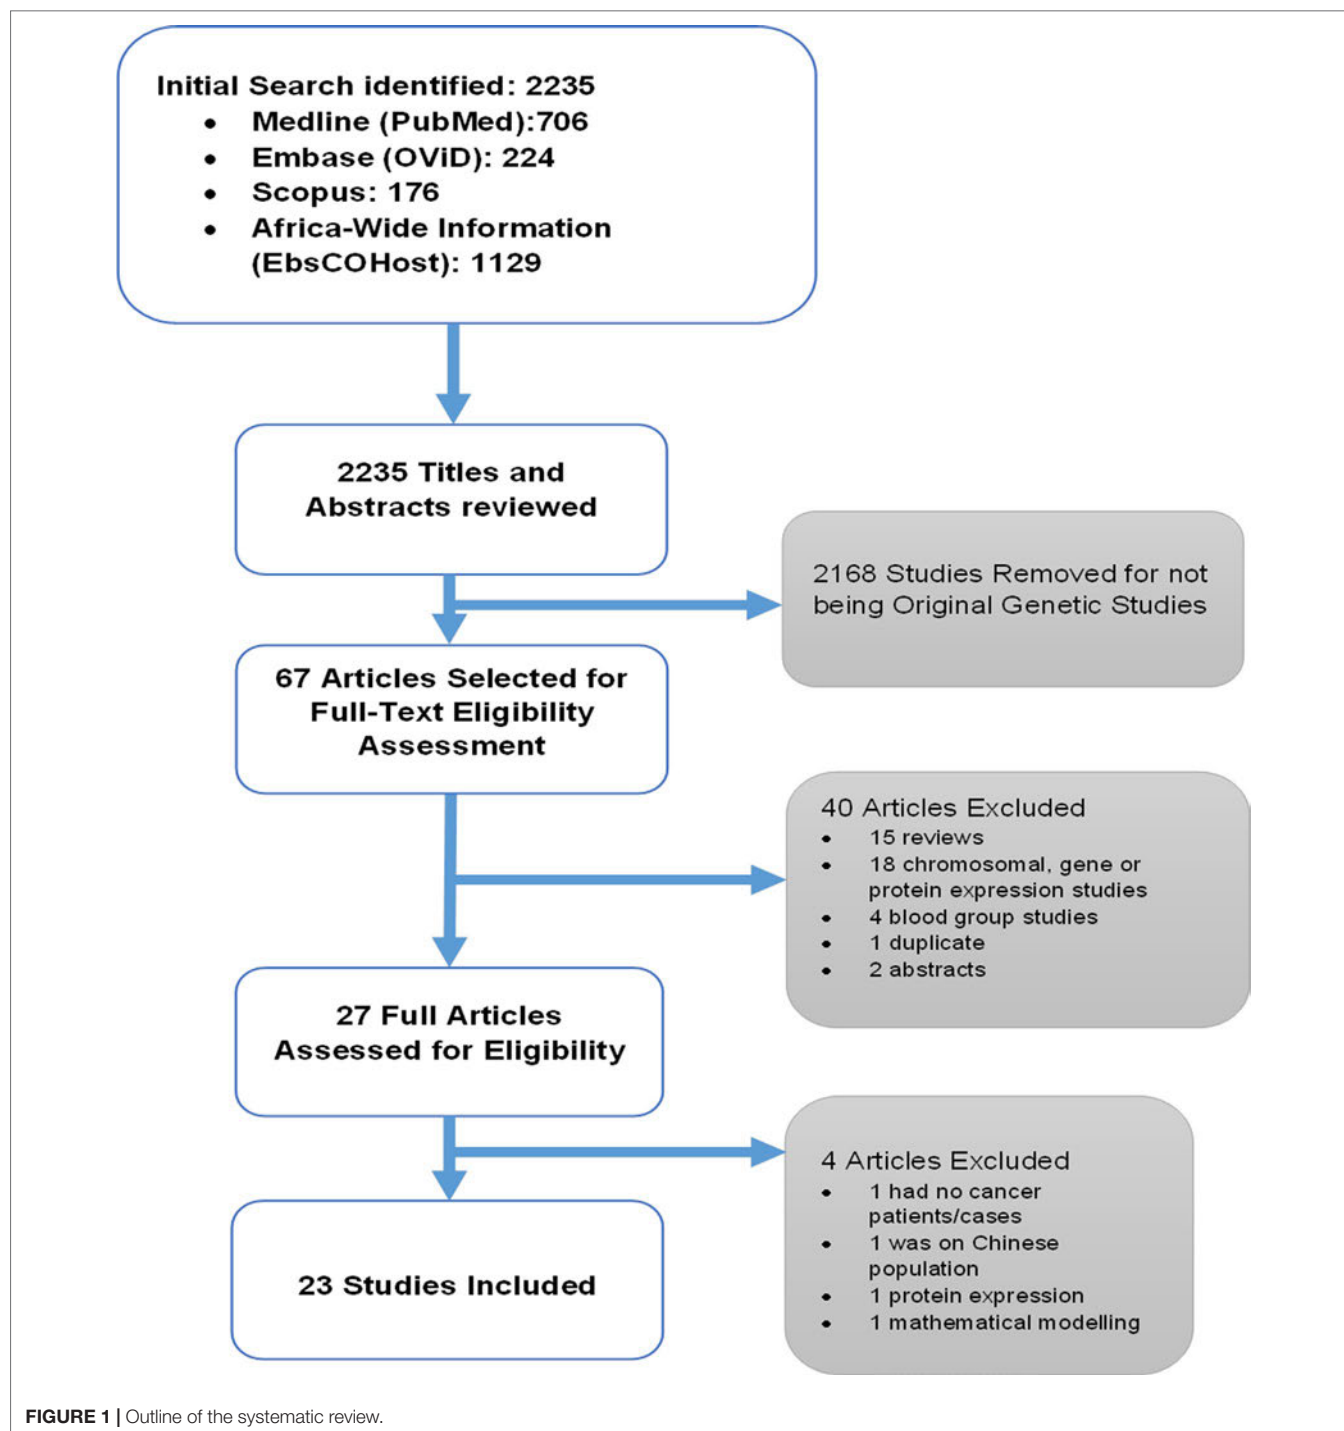 Initial Search identified: 2235
• Medline (PubMed):706
• Embase (OViD): 224
• Scopus: 176
• Africa-Wide Information
(EbsCOHost): 1129
2235 Titles and
Abstracts reviewed
2168 Studies Removed for not
being Original Genetic Studies
67 Articles Selected for
Full-Text Eligibility
Assessment
40 Articles Excluded
• 15 reviews
• 18 chromosomal, gene or
protein expression studies
• 4 blood group studies
• 1 duplicate
• 2 abstracts
27 Full Articles
Assessed for Eligibility
4 Articles Excluded
• 1 had no cancer
patients/cases
• 1 was on Chinese
population
• 1 protein expression
• 1 mathematical modelling
23 Studies Included
FIGURE 1 | Outline of the systematic review.